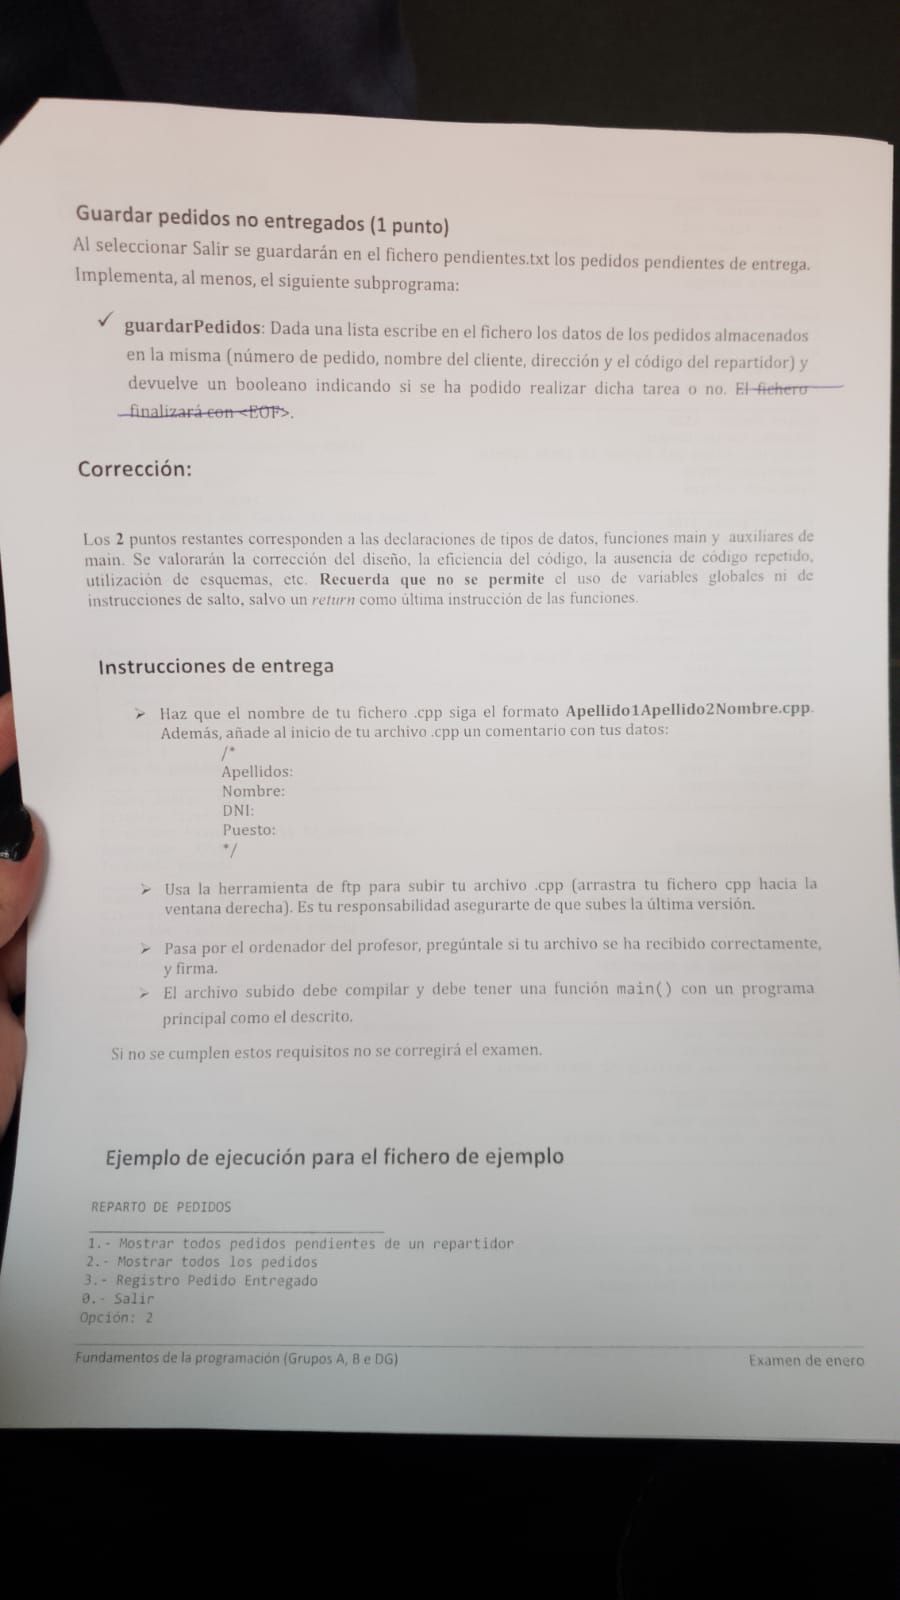 Guardar pedidos no entregados (1 punto)
Al seleccionar Salir se guardarán en el fichero pendientes.txt los pedidos pendientes de entrega.
Implementa, al menos, el siguiente subprograma:
✓ guardarPedidos: Dada una lista escribe en el fichero los datos de los pedidos almacenados
en la misma (número de pedido, nombre del cliente, dirección y el código del repartidor) y
devuelve un booleano indicando si se ha podido realizar dicha tarea o no. El fichero
finalizará con <EOF>.
Corrección:
Los 2 puntos restantes corresponden a las declaraciones de tipos de datos, funciones main y auxiliares de
main. Se valorarán la corrección del diseño, la eficiencia del código, la ausencia de código repetido,
utilización de esquemas, etc. Recuerda que no se permite el uso de variables globales ni de
instrucciones de salto, salvo un return como última instrucción de las funciones.
Instrucciones de entrega
➢ Haz que el nombre de tu fichero .cpp siga el formato Apellido1Apellido2Nombre.cpp.
Además, añade al inicio de tu archivo .cpp un comentario con tus datos:
/*
Apellidos:
Nombre:
DNI:
Puesto:
*/
➢ Usa la herramienta de ftp para subir tu archivo .cpp (arrastra tu fichero cpp hacia la
ventana derecha). Es tu responsabilidad asegurarte de que subes la última versión.
➢ Pasa por el ordenador del profesor, pregúntale si tu archivo se ha recibido correctamente,
y firma.
➢ El archivo subido debe compilar y debe tener una función main() con un programa
principal como el descrito.
Si no se cumplen estos requisitos no se corregirá el examen.
Ejemplo de ejecución para el fichero de ejemplo
REPARTO DE PEDIDOS
1.- Mostrar todos pedidos pendientes de un repartidor
2.- Mostrar todos los pedidos
3.- Registro Pedido Entregado
0.- Salir
Opción: 2
Fundamentos de la programación (Grupos A, B e DG)
Examen de enero